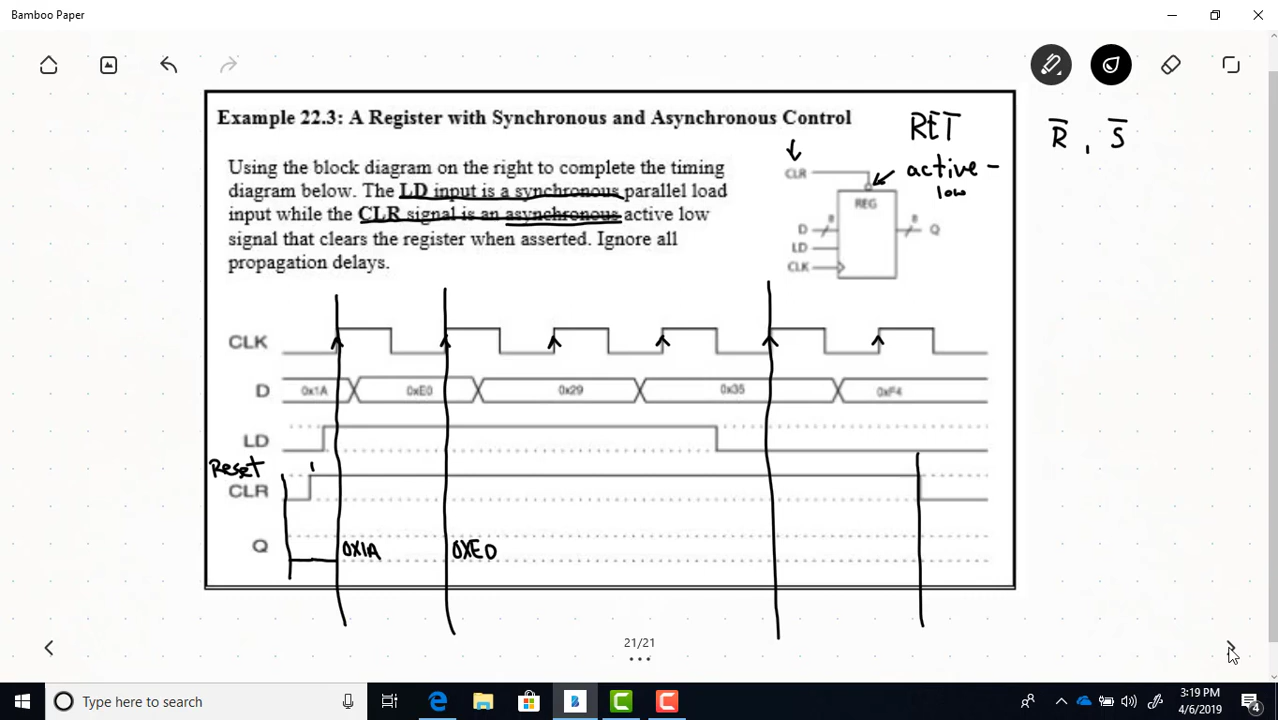 Bamboo Paper
Example 22.3: A Register with Synchronous and Asynchronous Control
RET
R̅ , S̅
Using the block diagram on the right to complete the timing
diagram below. The LD input is a synchronous parallel load
input while the CLR signal is an asynchronous active low
signal that clears the register when asserted. Ignore all
propagation delays.
CLR
active -
low
REG
D
8
8
Q
LD
CLK
CLK
D
0x1A
0xE0
0x29
0x35
0xF4
LD
Reset
CLR
Q
0X1A
0XE0
21/21
Type here to search
3:19 PM
4/6/2019
4